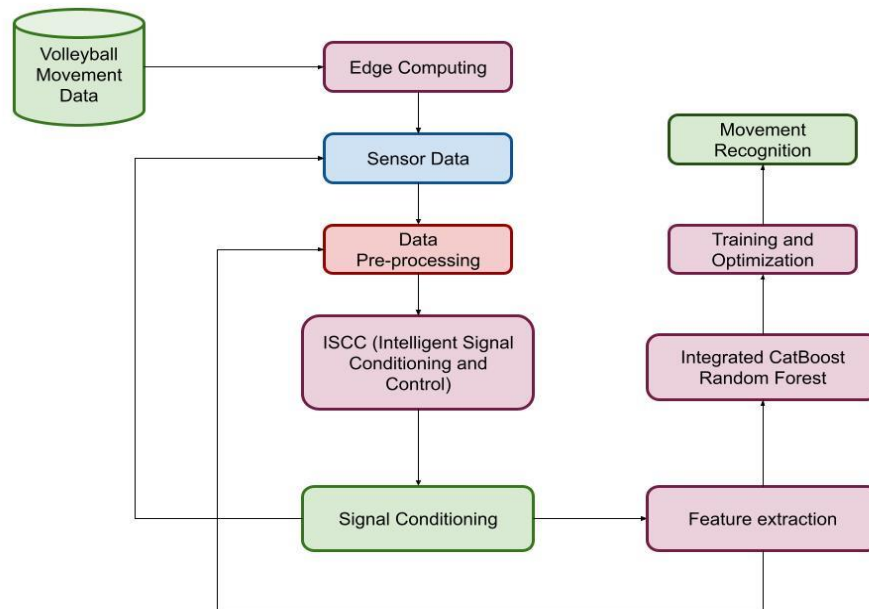 Volleyball
Movement
Data
Edge Computing
Sensor Data
Data
Pre-processing
ISCC (Intelligent Signal
Conditioning and
Control)
Signal Conditioning
Feature extraction
Integrated CatBoost
Random Forest
Training and
Optimization
Movement
Recognition